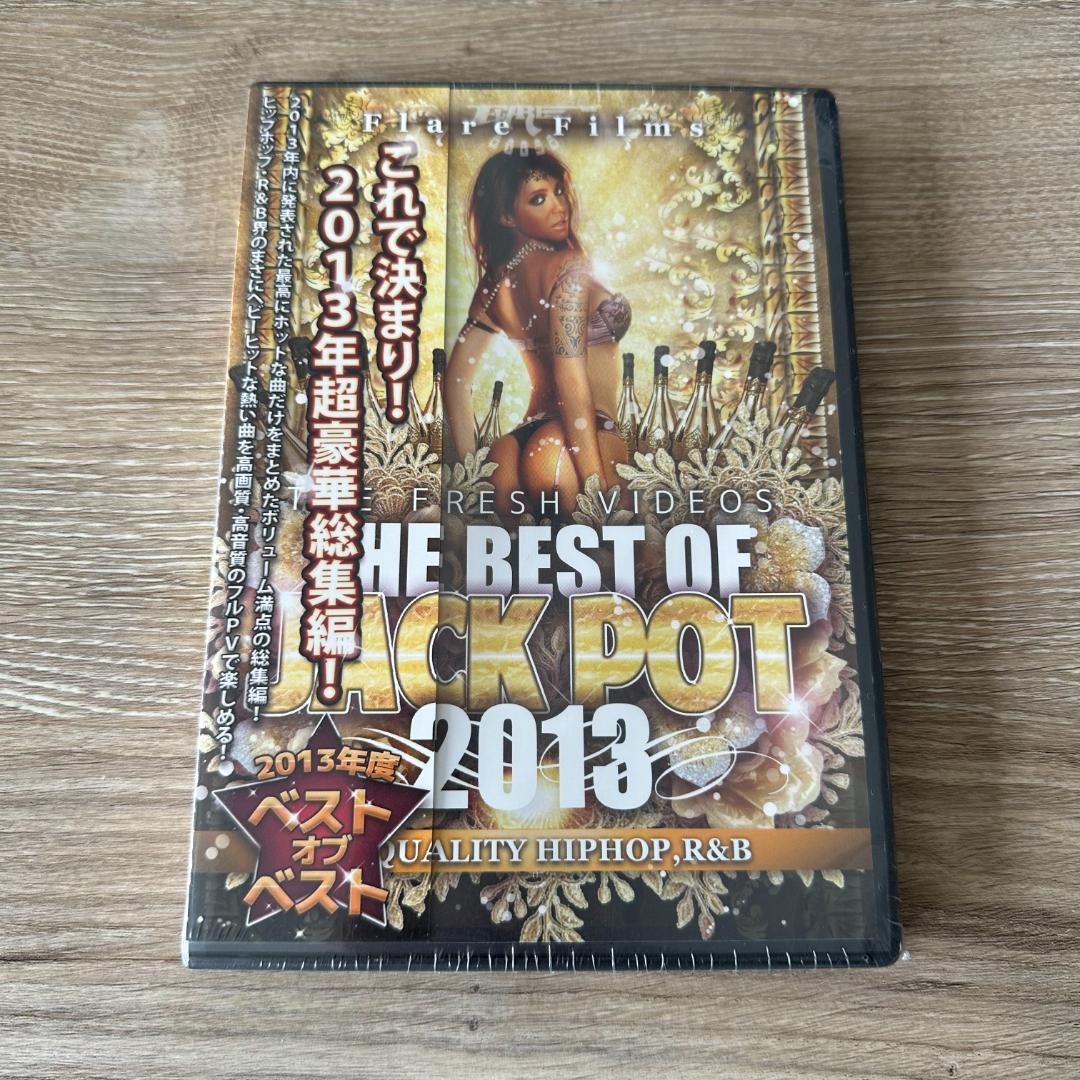 Flare Films
これで決まり！
2013年超豪華総集編！
2013年内に発表された最高にホットな曲だけをまとめたボリューム満点の総集編！
ヒップホップ・R&B界のまさにヘビーヒットな熱い曲を高画質・高音質のフルPVで楽しめる！
FRESH VIDEOS
HE BEST OF
JACK POT
2013
2013年度
ベスト
オブ
ベスト
QUALITY HIPHOP,R&B